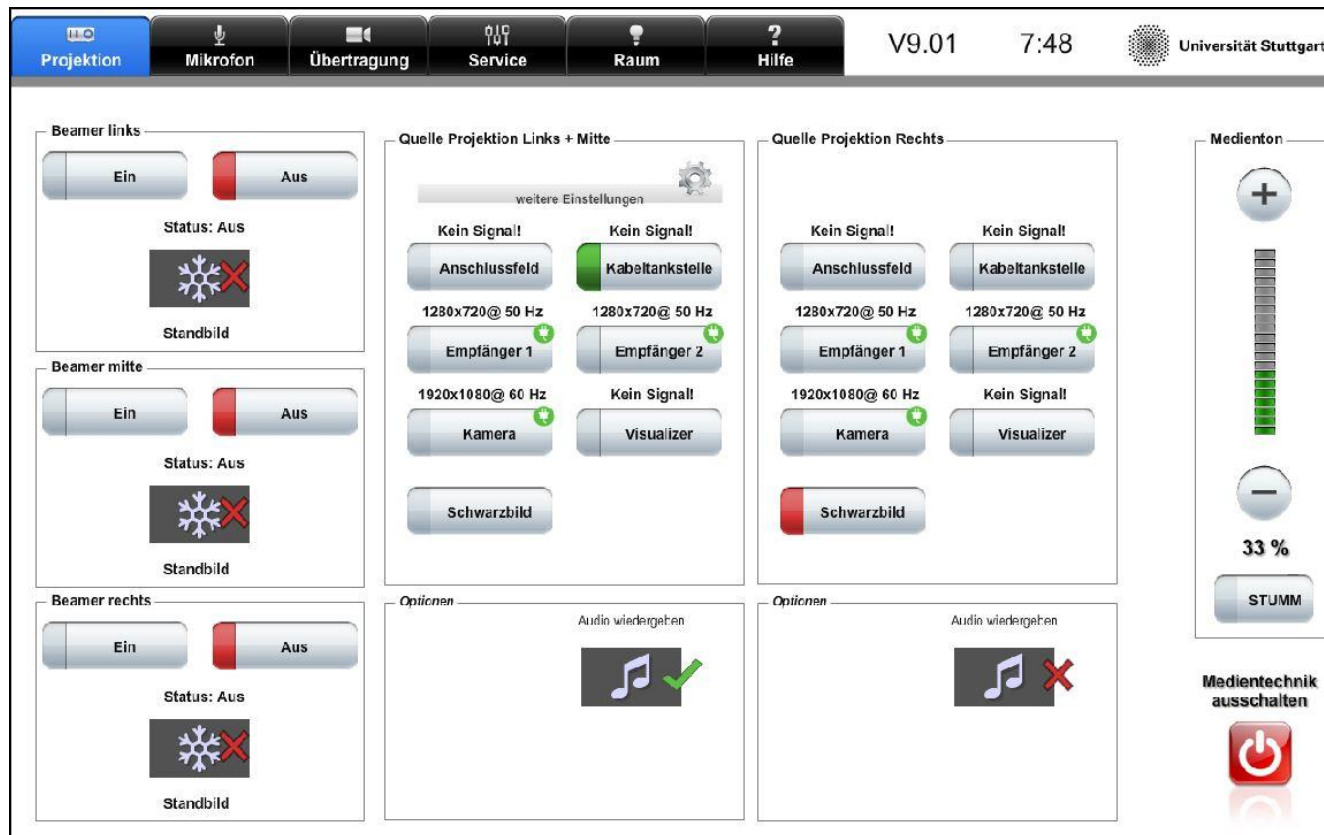 Projektion
Mikrofon
Übertragung
Service
Raum
?
Hilfe
V9.01
7:48
Universität Stuttgart
Beamer links
Ein
Aus
Status: Aus
Standbild
Beamer mitte
Ein
Aus
Status: Aus
Standbild
Beamer rechts
Ein
Aus
Status: Aus
Standbild
Quelle Projektion Links + Mitte
weitere Einstellungen
Kein Signal!
Kein Signal!
Anschlussfeld
Kabeltankstelle
1280x720@ 50 Hz
1280x720@ 50 Hz
Empfänger 1
Empfänger 2
1920x1080@ 60 Hz
Kein Signal!
Kamera
Visualizer
Schwarzbild
Optionen
Audio wiedergeben
Quelle Projektion Rechts
Kein Signal!
Kein Signal!
Anschlussfeld
Kabeltankstelle
1280x720@ 50 Hz
1280x720@ 50 Hz
Empfänger 1
Empfänger 2
1920x1080@ 60 Hz
Kein Signal!
Kamera
Visualizer
Schwarzbild
Optionen
Audio wiedergeben
Medienton
+
−
33 %
STUMM
Medientechnik
ausschalten